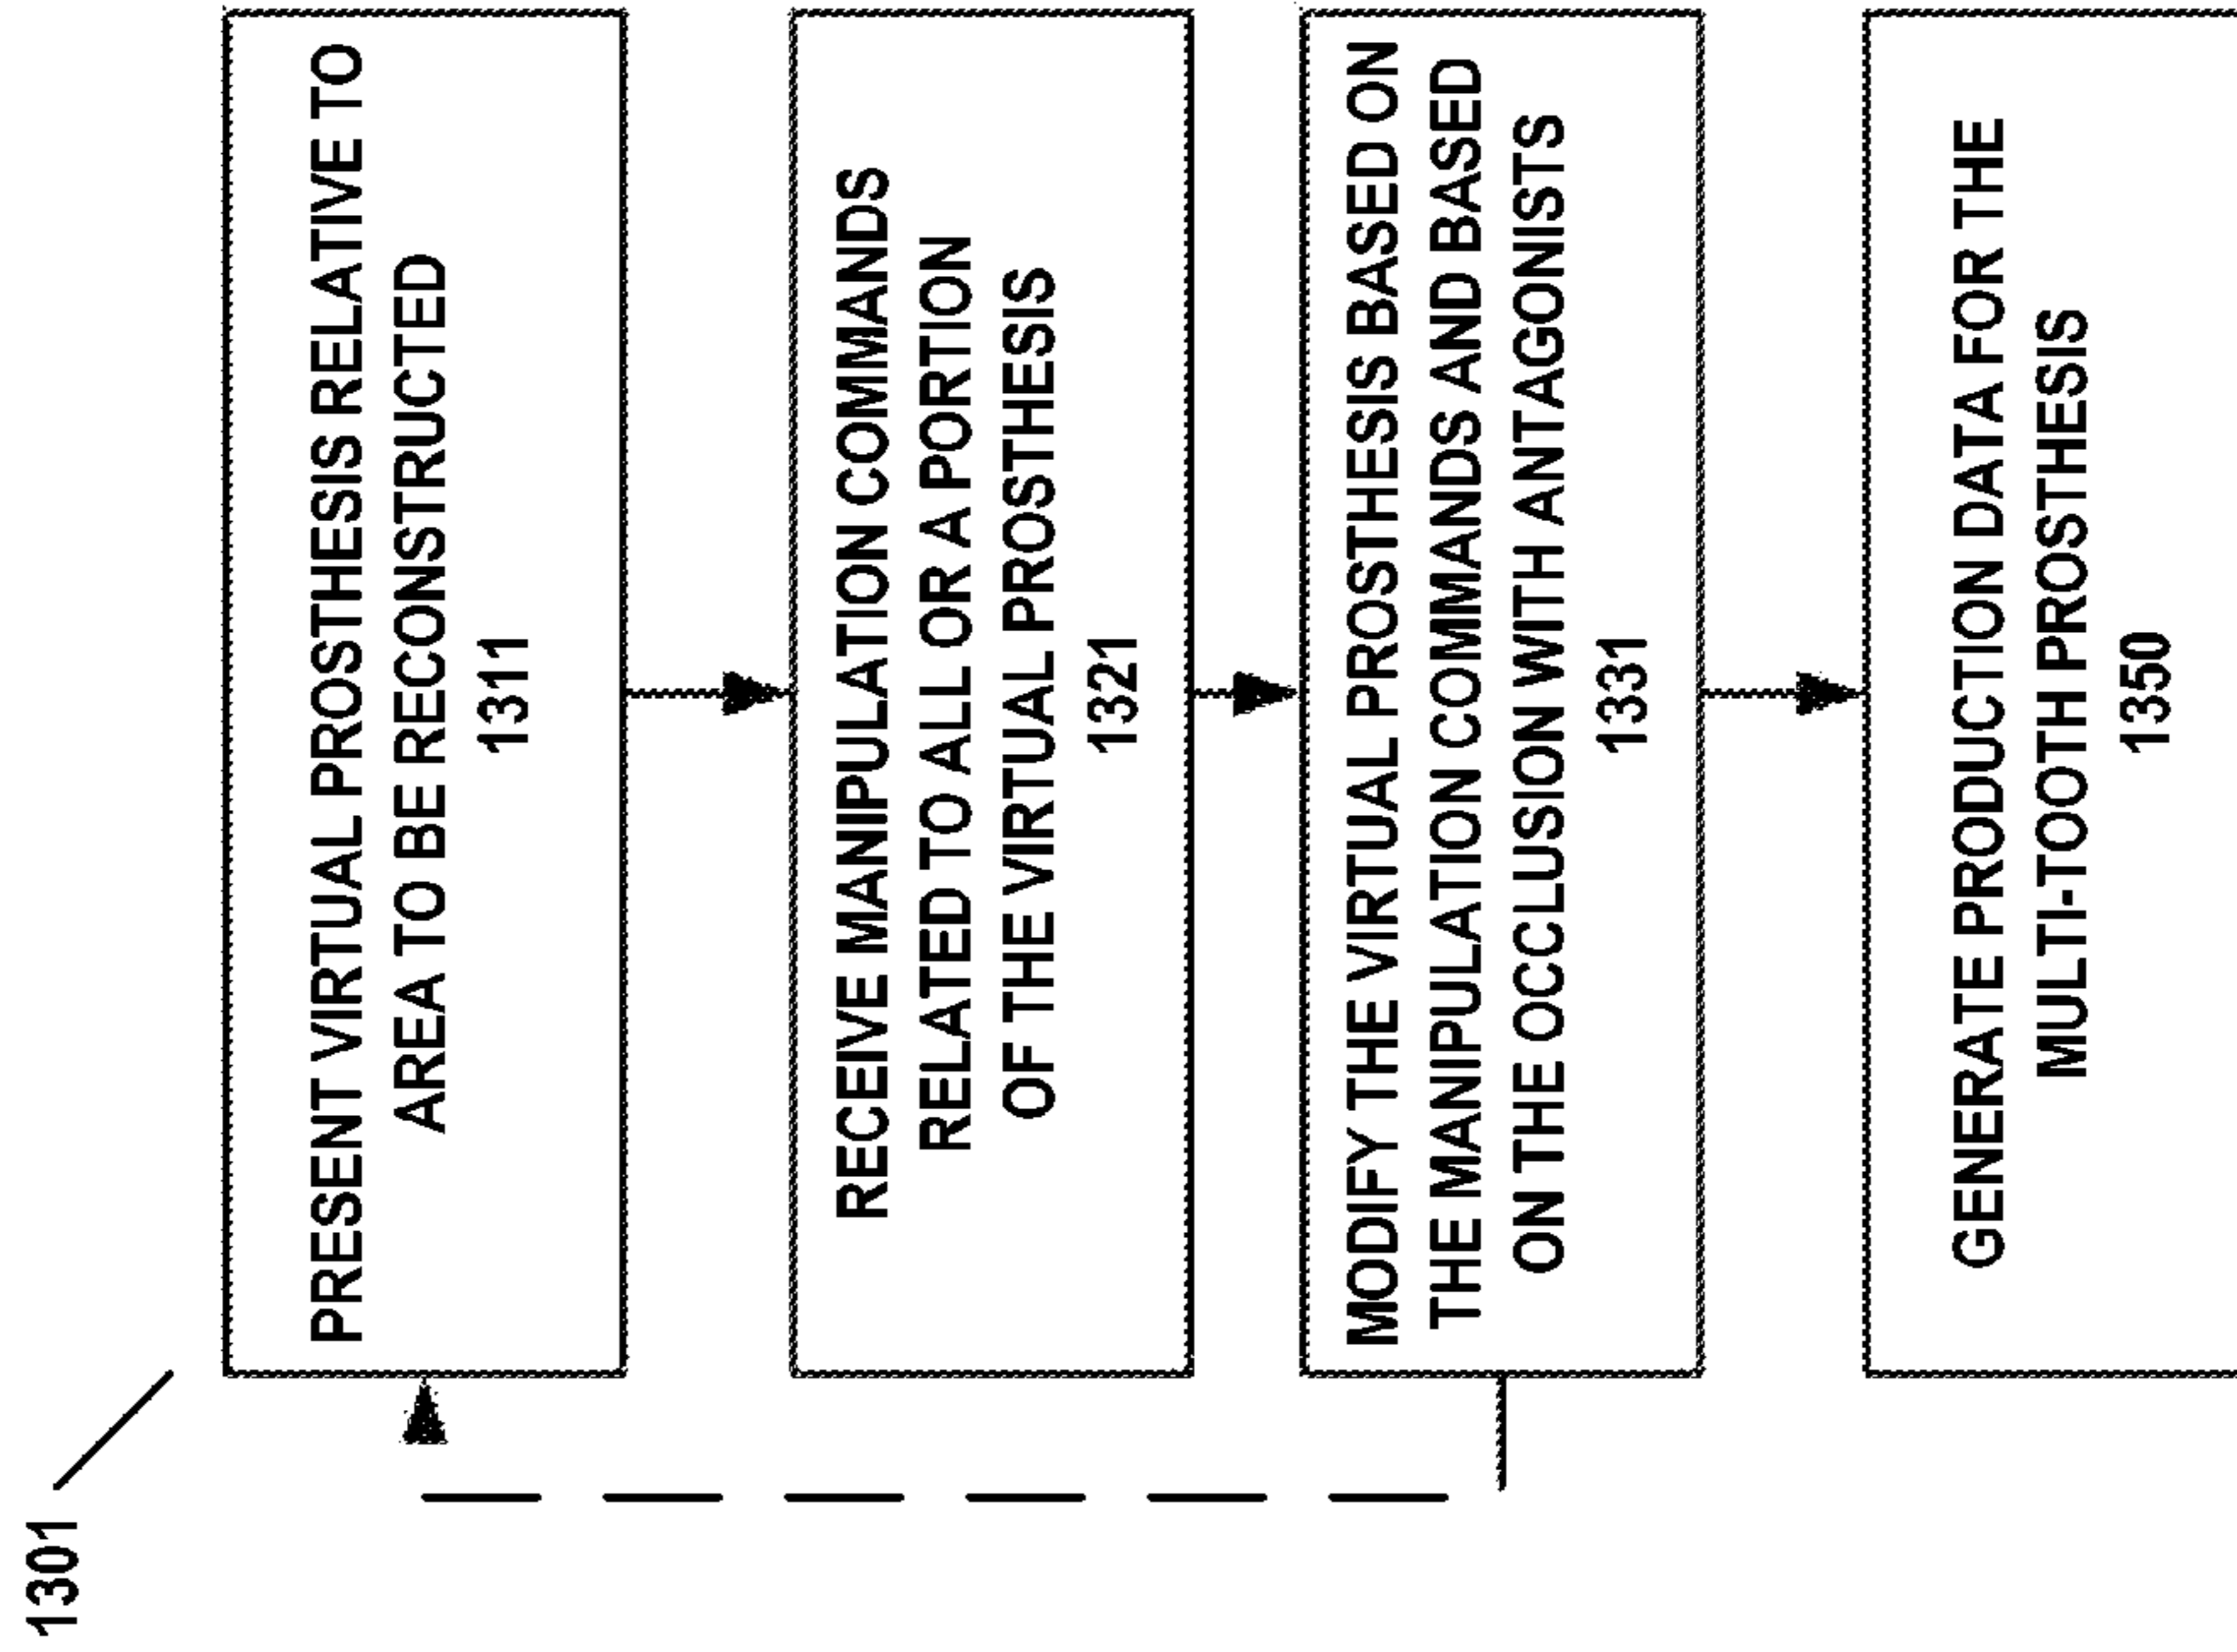 1301
PRESENT VIRTUAL PROSTHESIS RELATIVE TO
AREA TO BE RECONSTRUCTED
1311
RECEIVE MANIPULATION COMMANDS
RELATED TO ALL OR A PORTION
OF THE VIRTUAL PROSTHESIS
1321
MODIFY THE VIRTUAL PROSTHESIS BASED ON
THE MANIPULATION COMMANDS AND BASED
ON THE OCCLUSION WITH ANTAGONISTS
1331
GENERATE PRODUCTION DATA FOR THE
MULTI-TOOTH PROSTHESIS
1350